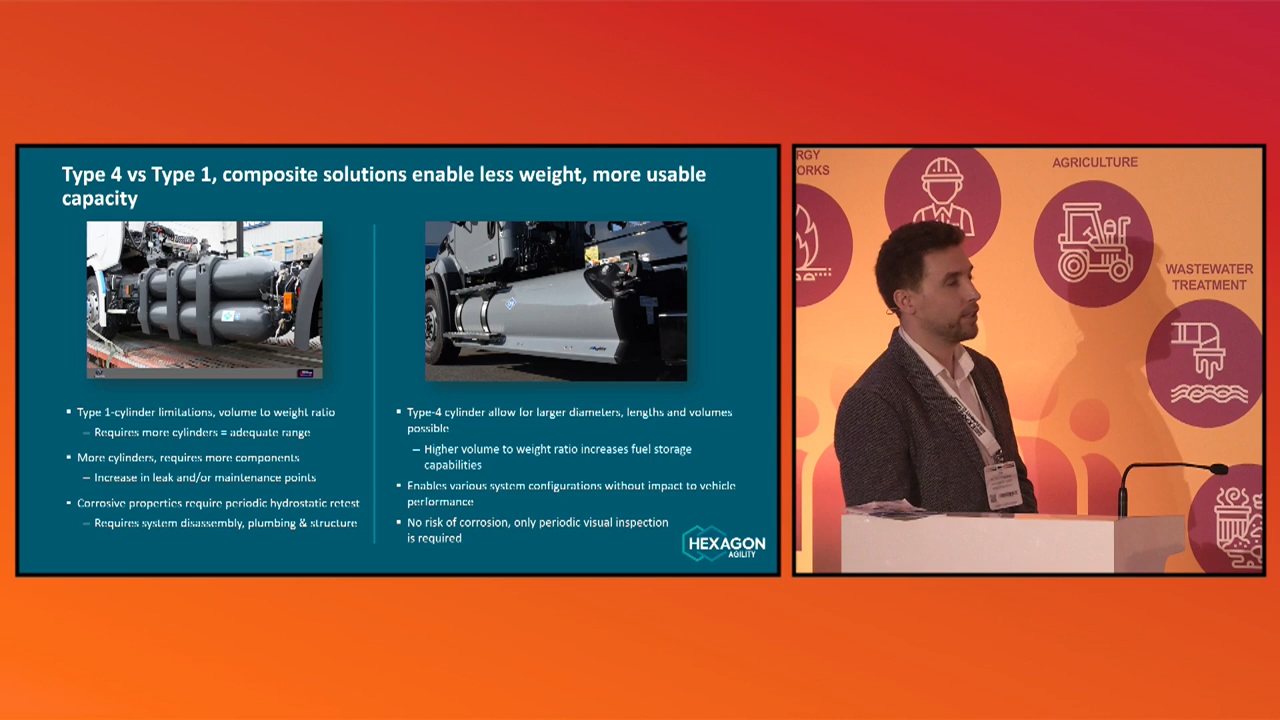 Type 4 vs Type 1, composite solutions enable less weight, more usable
capacity
▪ Type 1-cylinder limitations, volume to weight ratio
– Requires more cylinders = adequate range
▪ More cylinders, requires more components
– Increase in leak and/or maintenance points
▪ Corrosive properties require periodic hydrostatic retest
– Requires system disassembly, plumbing & structure
▪ Type-4 cylinder allow for larger diameters, lengths and volumes
possible
– Higher volume to weight ratio increases fuel storage
capabilities
▪ Enables various system configurations without impact to vehicle
performance
▪ No risk of corrosion, only periodic visual inspection
is required
HEXAGON
AGILITY
RGY
ORKS
AGRICULTURE
WASTEWATER
TREATMENT